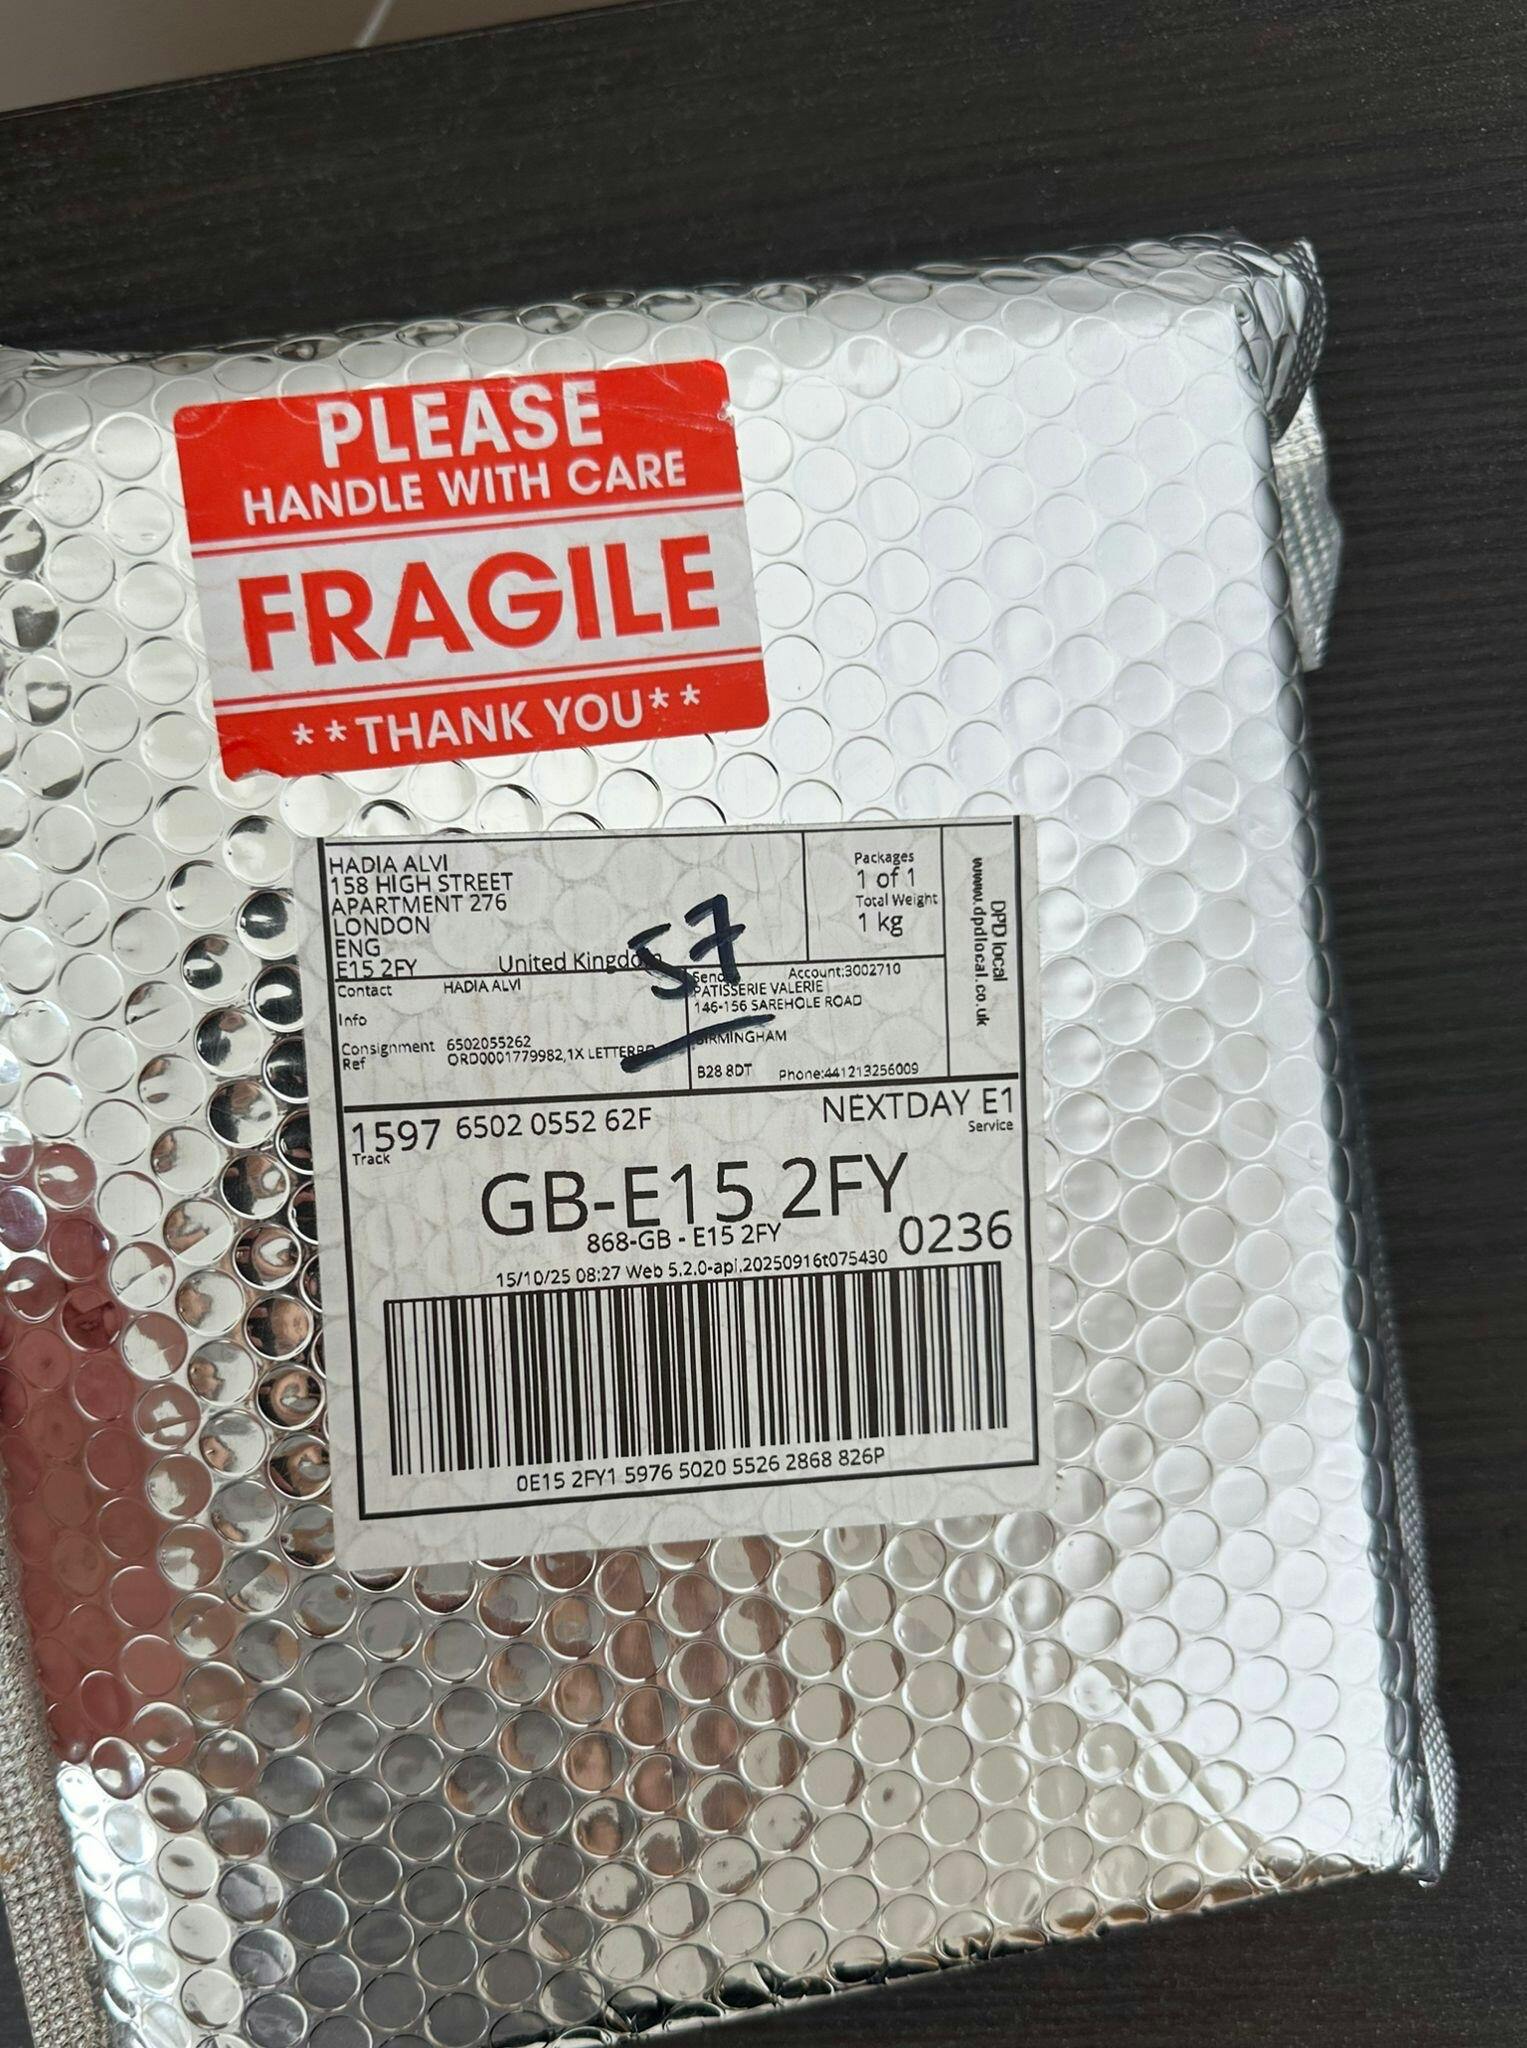 PLEASE
HANDLE WITH CARE
FRAGILE
**THANK YOU**
HADIA ALVI
158 HIGH STREET
APARTMENT 276
LONDON
ENG
E15 2FY United Kingdom
57
Packages
1 of 1
Total Weight
1 kg
DPD local
www.dpdlocal.co.uk
Contact HADIA ALVI
Info
Consignment 6502055262
Ref ORD0001779982,1X
Account:3002710
PATISSERIE VALERIE
146-156 SAREHOLE ROAD
BIRMINGHAM
B28 8DT Phone:441213256009
1597 6502 0552 62F
Track
NEXTDAY E1
Service
GB-E15 2FY
868-GB - E15 2FY
0236
15/10/25 08:27 Web 5.2.0-api.20250916t075430
0E15 2FY1 5976 5020 5526 2868 826P